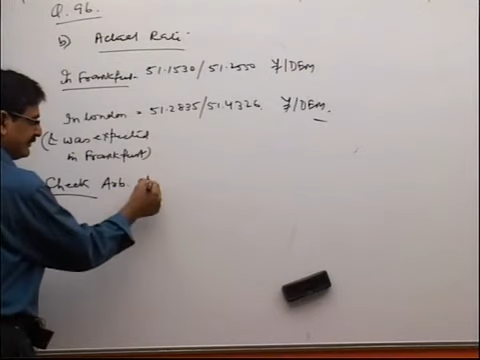 Q. 96.
b) Actual Rate:
In Frankfurt - 51.1530/51.2550 ¥/DEM
In London = 51.2835/51.4326 ¥/DEM.
(& was expected
in Frankfurt)
Check Arb.